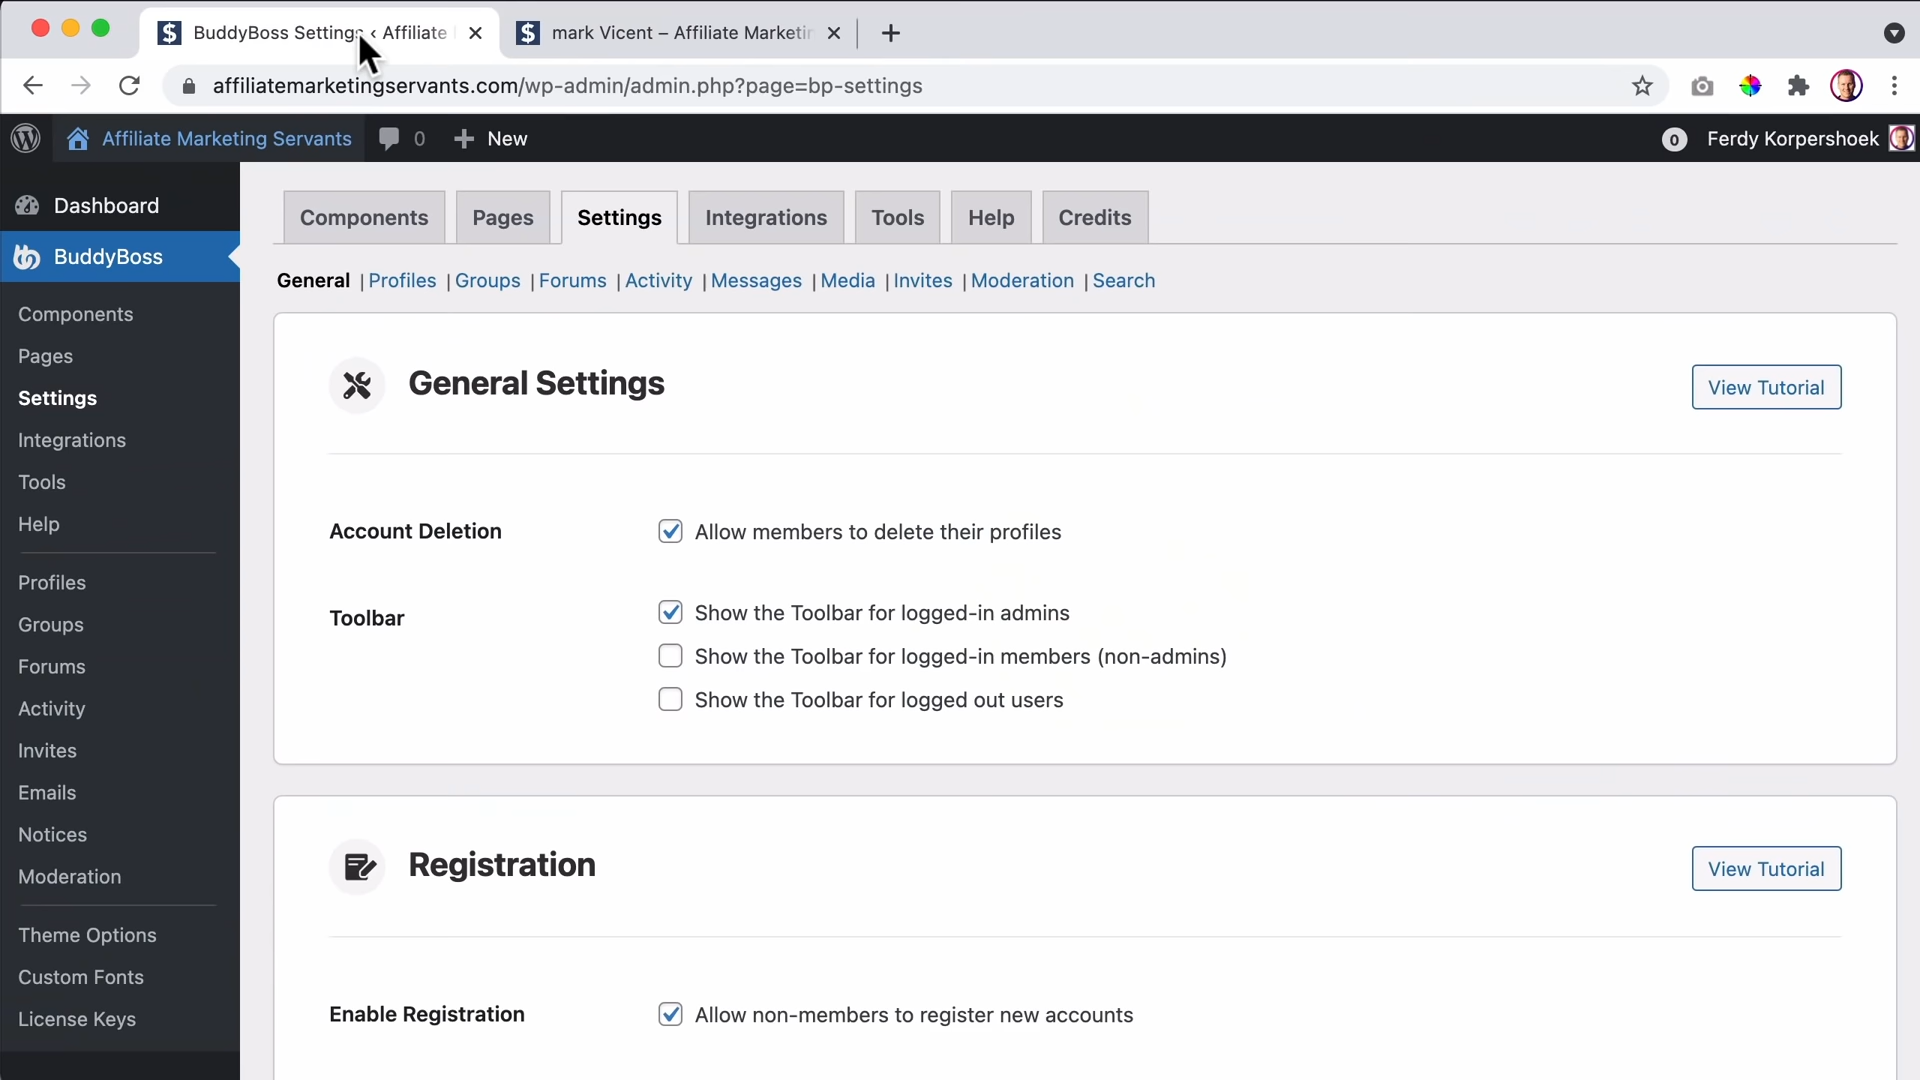 BuddyBoss Settings ‹ Affiliate
mark Vicent – Affiliate Marketin
affiliatemarketingservants.com/wp-admin/admin.php?page=bp-settings
Affiliate Marketing Servants 0 + New 0 Ferdy Korpershoek
Dashboard
BuddyBoss
Components
Pages
Settings
Integrations
Tools
Help
Profiles
Groups
Forums
Activity
Invites
Emails
Notices
Moderation
Theme Options
Custom Fonts
License Keys
Components Pages Settings Integrations Tools Help Credits
General | Profiles | Groups | Forums | Activity | Messages | Media | Invites | Moderation | Search
General Settings
View Tutorial
Account Deletion Allow members to delete their profiles
Toolbar Show the Toolbar for logged-in admins
Show the Toolbar for logged-in members (non-admins)
Show the Toolbar for logged out users
Registration
View Tutorial
Enable Registration Allow non-members to register new accounts